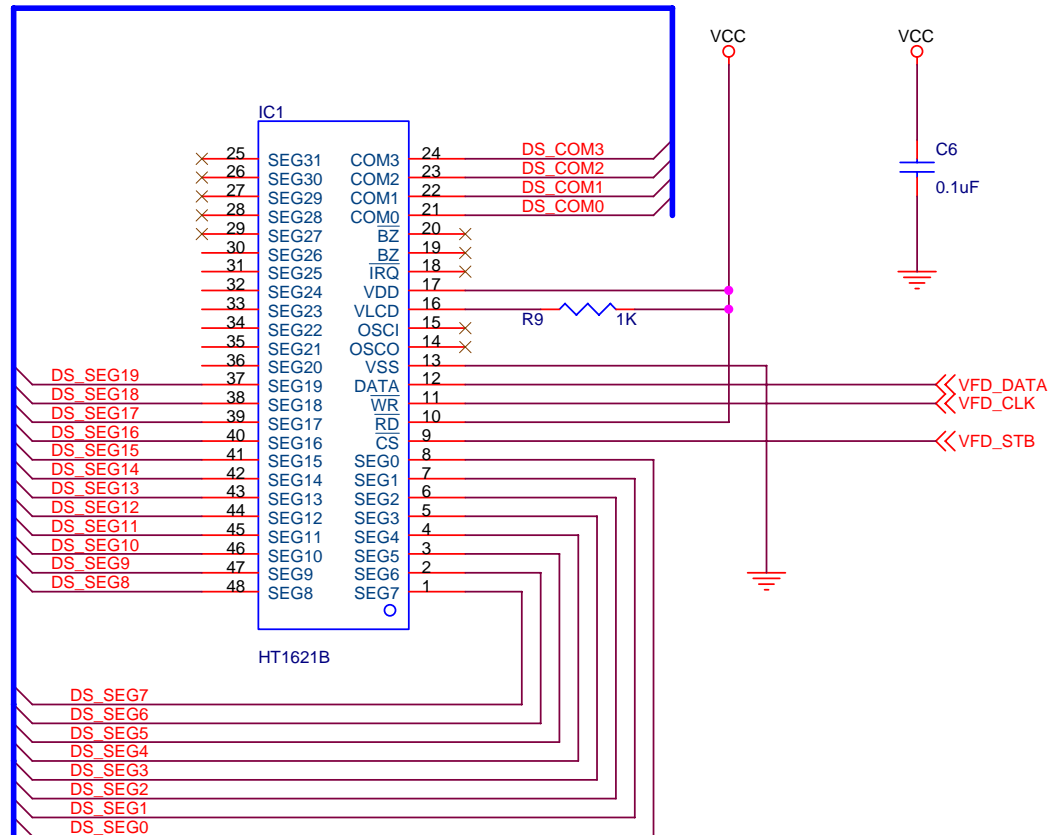 VCC
VCC
IC1
25 SEG31 COM3 24 DS_COM3
26 SEG30 COM2 23 DS_COM2
27 SEG29 COM1 22 DS_COM1
28 SEG28 COM0 21 DS_COM0
29 SEG27 BZ 20
30 SEG26 BZ 19
31 SEG25 IRQ 18
32 SEG24 VDD 17
33 SEG23 VLCD 16 R9 1K
34 SEG22 OSCI 15
35 SEG21 OSCO 14
36 SEG20 VSS 13
DS_SEG19 37 SEG19 DATA 12 VFD_DATA
DS_SEG18 38 SEG18 WR 11 VFD_CLK
DS_SEG17 39 SEG17 RD 10
DS_SEG16 40 SEG16 CS 9 VFD_STB
DS_SEG15 41 SEG15 SEG0 8
DS_SEG14 42 SEG14 SEG1 7
DS_SEG13 43 SEG13 SEG2 6
DS_SEG12 44 SEG12 SEG3 5
DS_SEG11 45 SEG11 SEG4 4
DS_SEG10 46 SEG10 SEG5 3
DS_SEG9 47 SEG9 SEG6 2
DS_SEG8 48 SEG8 SEG7 1
C6
0.1uF
HT1621B
DS_SEG7
DS_SEG6
DS_SEG5
DS_SEG4
DS_SEG3
DS_SEG2
DS_SEG1
DS_SEG0